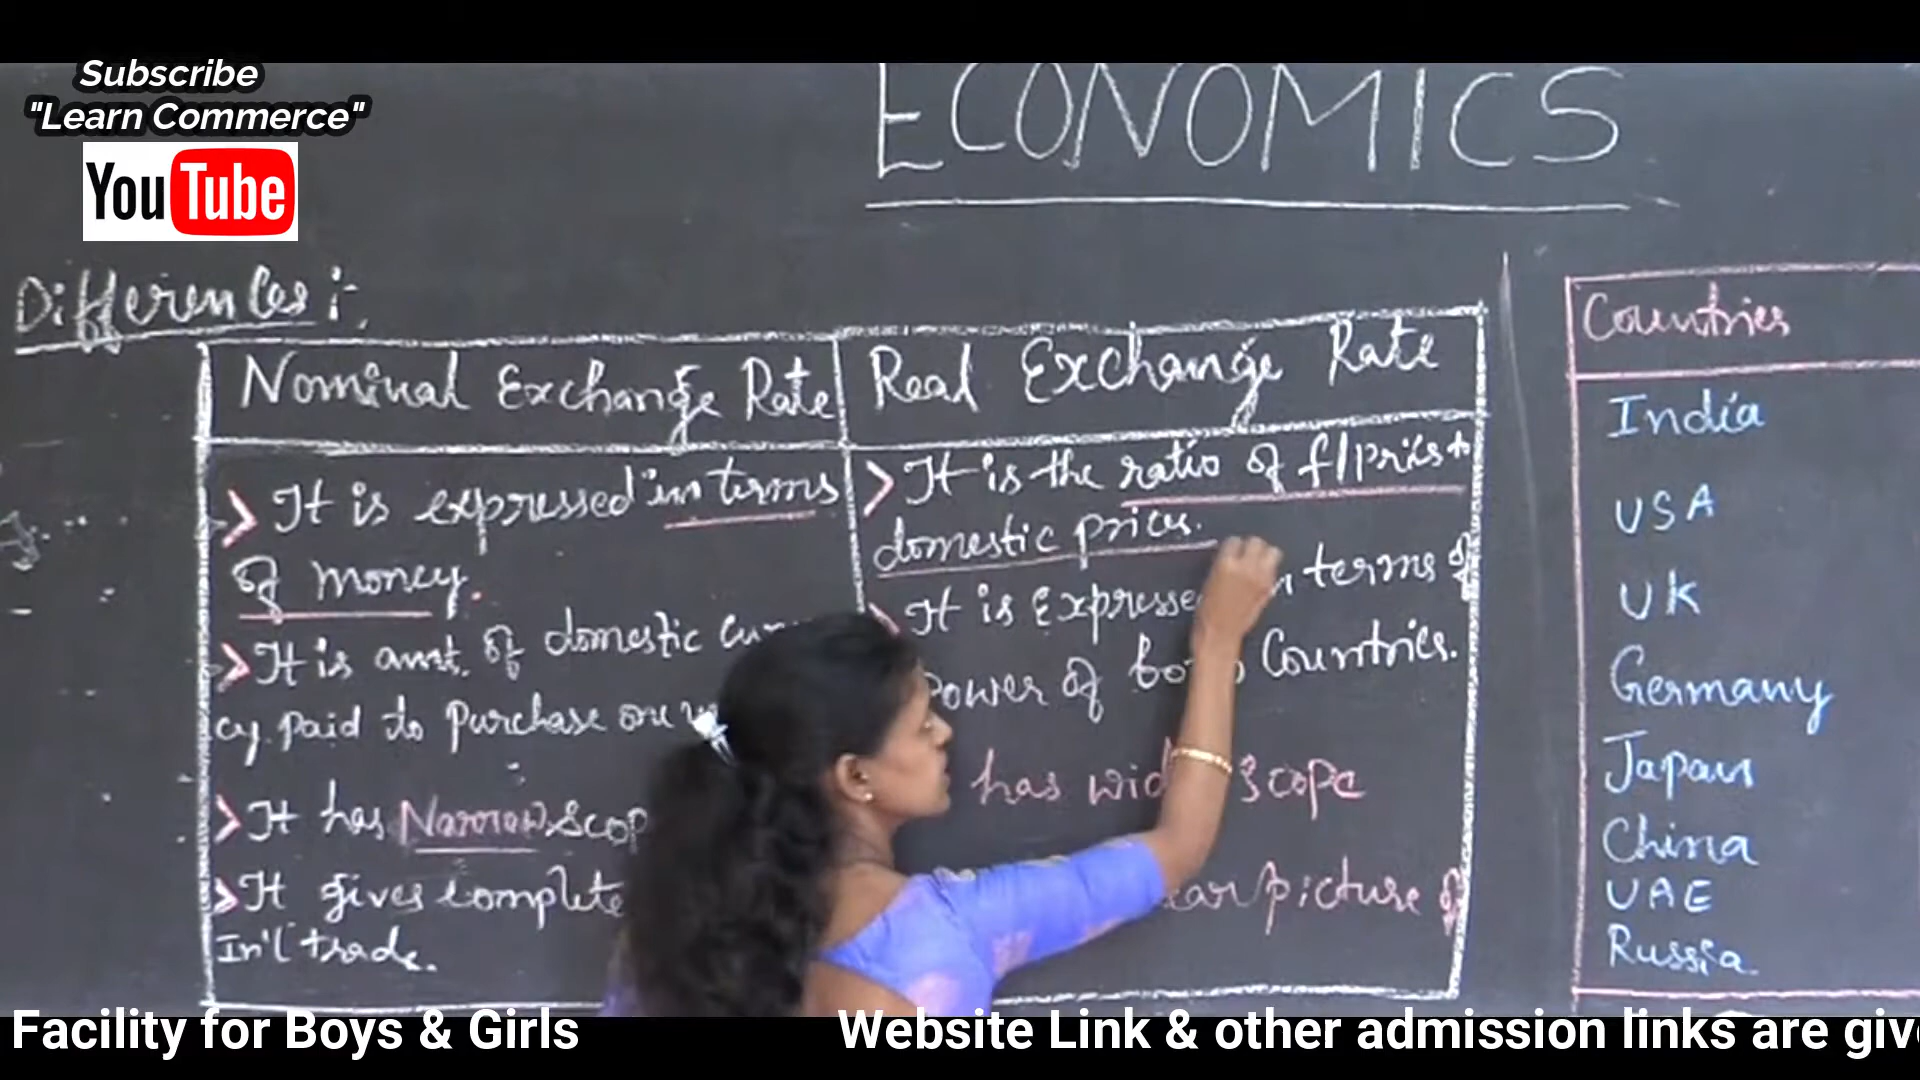 Subscribe
"Learn Commerce"
YouTube
ECONOMICS
Differences :-
Nominal Exchange Rate
> It is expressed in terms
of money.
> It is amt. of domestic
cy paid to purchase one
> It has Narrow Scop
> It gives complete
In'l trade.
Real Exchange Rate
> It is the ratio of f/prics to
domestic prices.
It is Expresse terms of
Power of Countries.
has scope
picture of
Countries
India
USA
UK
Germany
Japan
China
UAE
Russia
Facility for Boys & Girls
Website Link & other admission links are giv